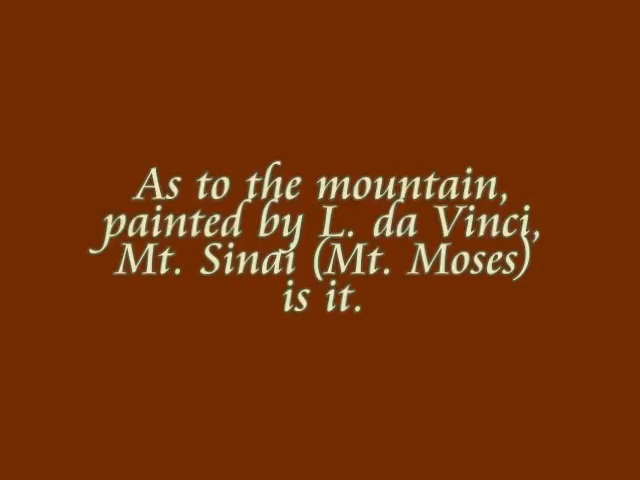 As to the mountain,
painted by L. da Vinci,
Mt. Sinai (Mt. Moses)
is it.